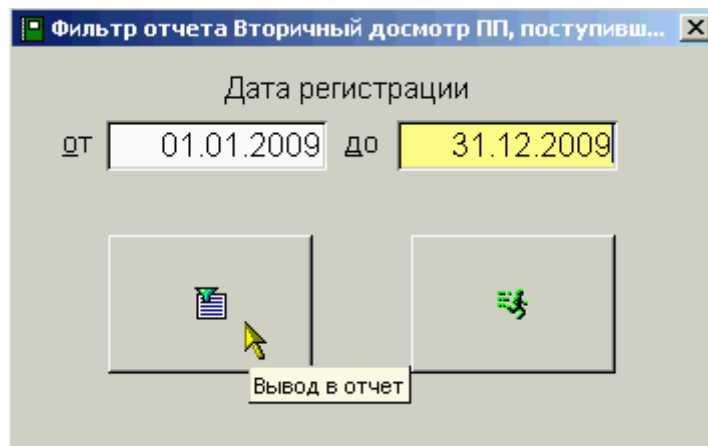 Фильтр отчета Вторичный досмотр ПП, поступивш...
Дата регистрации
от 01.01.2009 до 31.12.2009
Вывод в отчет